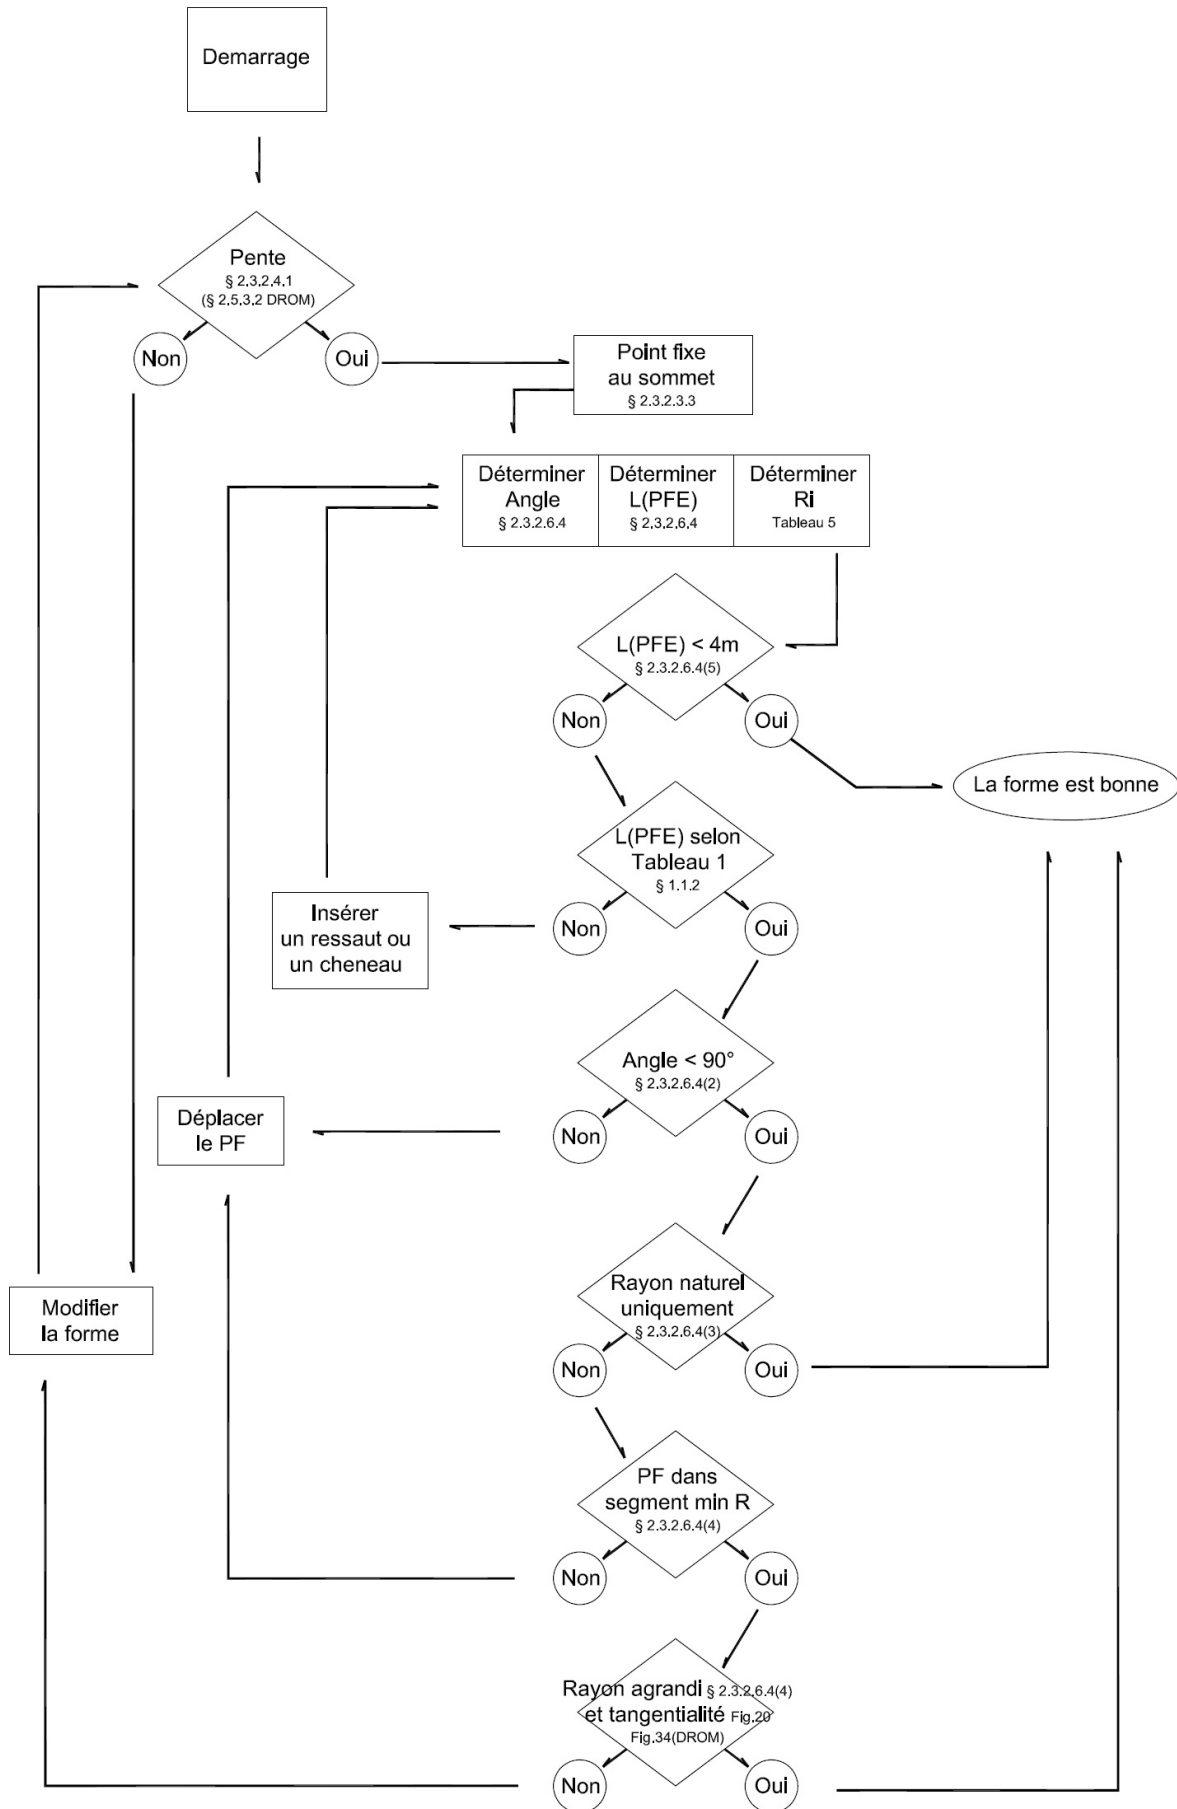 Demarrage
Pente
§ 2.3.2.4.1
(§ 2.5.3.2 DROM)
Non
Oui
Point fixe
au sommet
§ 2.3.2.3.3
Déterminer
Angle
§ 2.3.2.6.4
Déterminer
L(PFE)
§ 2.3.2.6.4
Déterminer
Ri
Tableau 5
L(PFE) < 4m
§ 2.3.2.6.4(5)
Non
Oui
La forme est bonne
L(PFE) selon
Tableau 1
§ 1.1.2
Non
Oui
Insérer
un ressaut ou
un cheneau
Angle < 90°
§ 2.3.2.6.4(2)
Non
Oui
Déplacer
le PF
Rayon naturel
uniquement
§ 2.3.2.6.4(3)
Non
Oui
Modifier
la forme
PF dans
segment min R
§ 2.3.2.6.4(4)
Non
Oui
Rayon agrandi § 2.3.2.6.4(4)
et tangentialité Fig.20
Fig.34(DROM)
Non
Oui